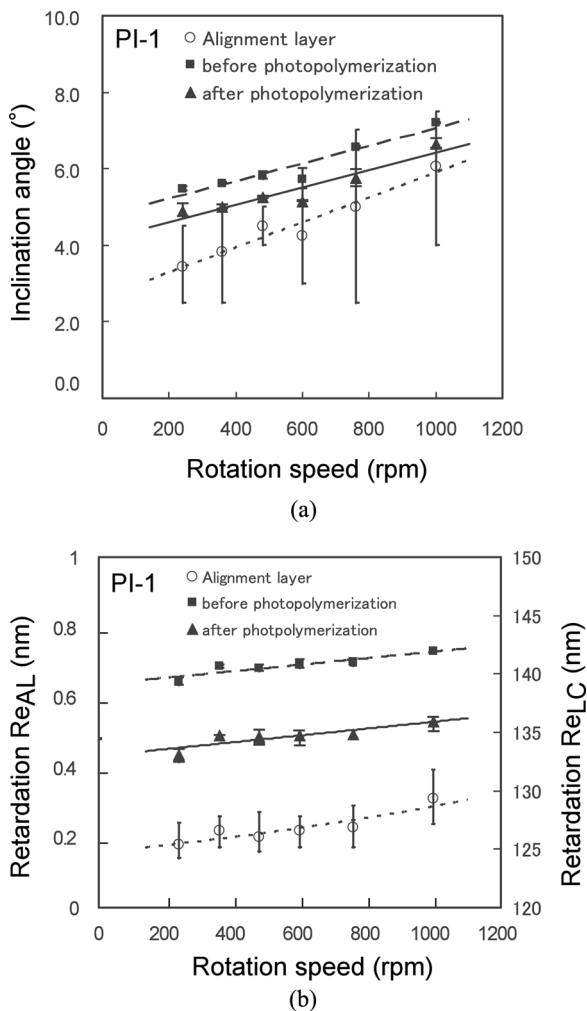 PI-1
Alignment layer
before photopolymerization
after photopolymerization
Inclination angle (°)
10.0
8.0
6.0
4.0
2.0
0.0
0 200 400 600 800 1000 1200
Rotation speed (rpm)
(a)
PI-1
Alignment layer
before photopolymerization
after photpolymerization
Retardation ReAL (nm)
1
0.8
0.6
0.4
0.2
0
Retardation ReLC (nm)
150
145
140
135
130
125
120
0 200 400 600 800 1000 1200
Rotation speed (rpm)
(b)